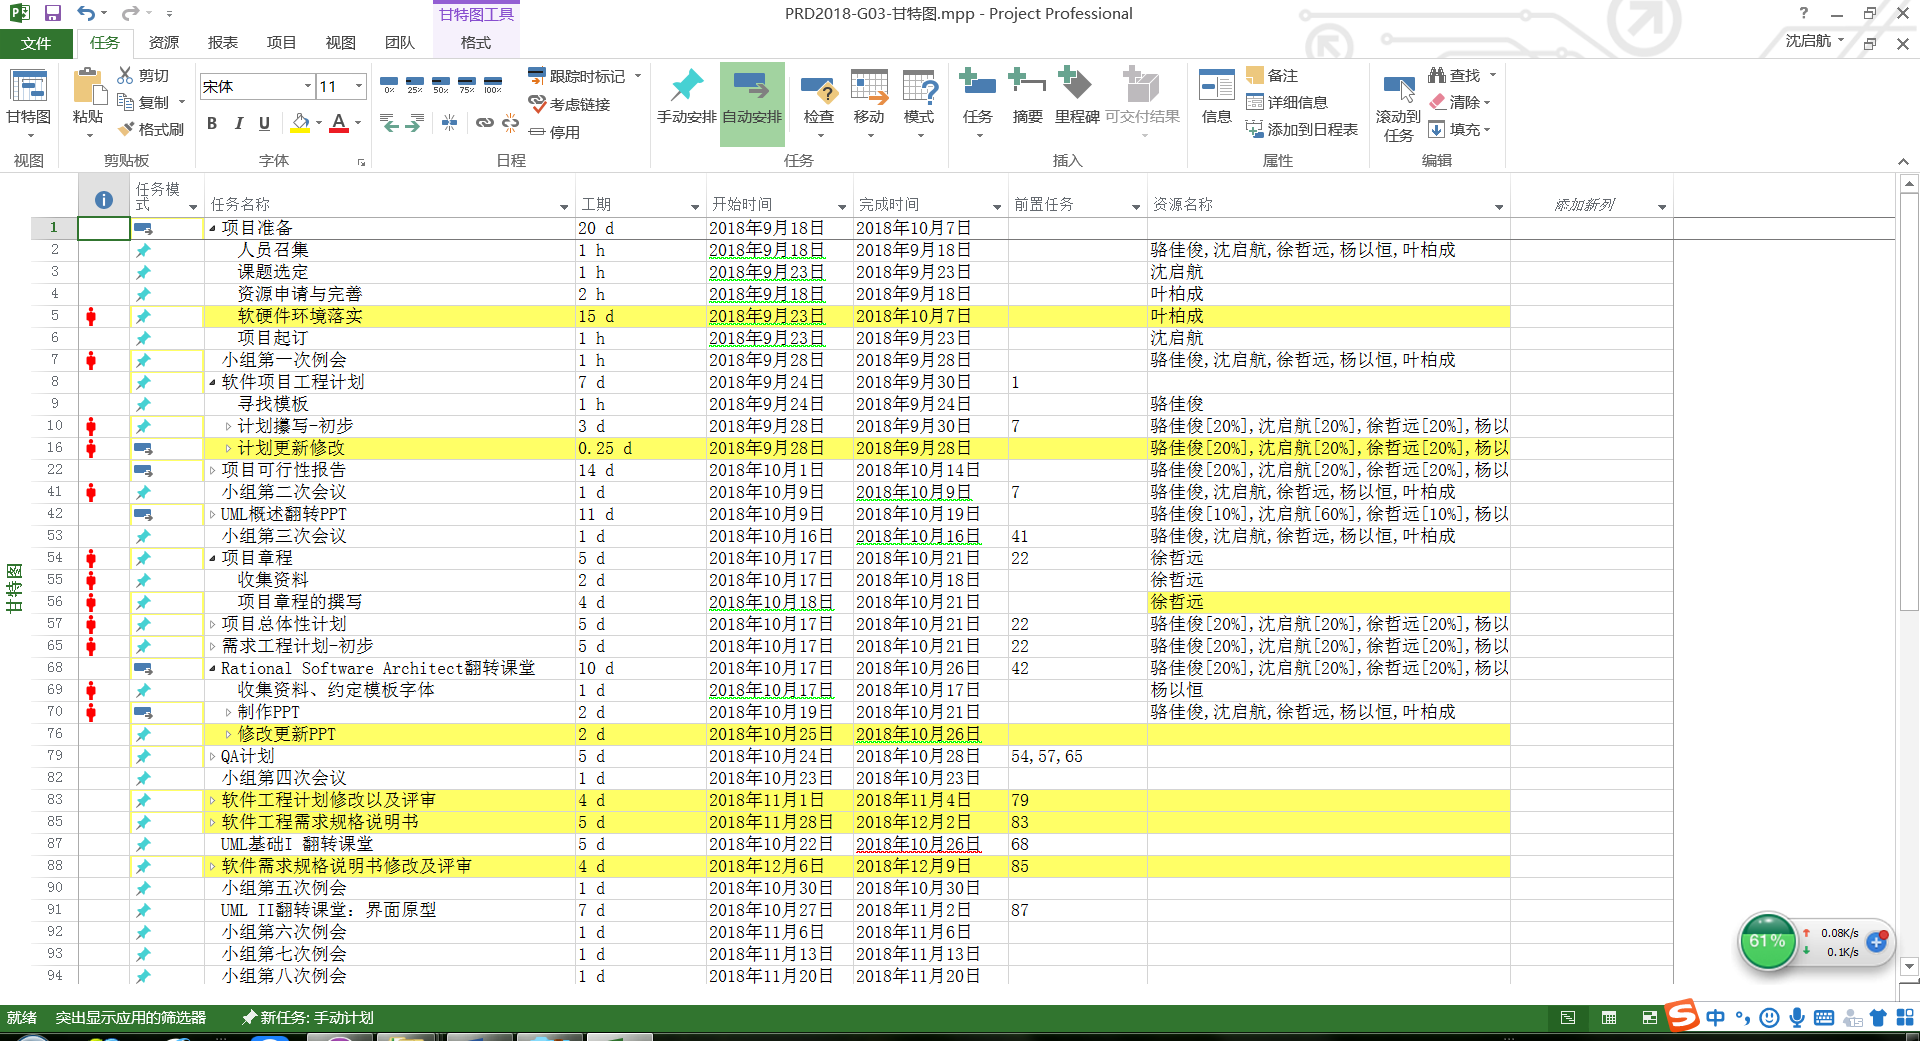 甘特图工具
PRD2018-G03-甘特图.mpp - Project Professional
文件 任务 资源 报表 项目 视图 团队 格式
沈启航
甘特图 粘贴 剪切 复制 格式刷
宋体 11
B I U A
0% 25% 50% 75% 100%
跟踪时标记 考虑链接 停用
手动安排 自动安排 检查 移动 模式
任务 摘要 里程碑 可交付结果
信息 备注 详细信息 添加到日程表
滚动到任务 查找 清除 填充
视图 剪贴板 字体 日程 任务 插入 属性 编辑
任务模式 任务名称 工期 开始时间 完成时间 前置任务 资源名称 添加新列
1 项目准备 20 d 2018年9月18日 2018年10月7日
2 人员召集 1 h 2018年9月18日 2018年9月18日 骆佳俊,沈启航,徐哲远,杨以恒,叶柏成
3 课题选定 1 h 2018年9月23日 2018年9月23日 沈启航
4 资源申请与完善 2 h 2018年9月18日 2018年9月18日 叶柏成
5 软硬件环境落实 15 d 2018年9月23日 2018年10月7日 叶柏成
6 项目起订 1 h 2018年9月23日 2018年9月23日 沈启航
7 小组第一次例会 1 h 2018年9月28日 2018年9月28日 骆佳俊,沈启航,徐哲远,杨以恒,叶柏成
8 软件项目工程计划 7 d 2018年9月24日 2018年9月30日 1
9 寻找模板 1 h 2018年9月24日 2018年9月24日 骆佳俊
10 计划攥写-初步 3 d 2018年9月28日 2018年9月30日 7 骆佳俊[20%],沈启航[20%],徐哲远[20%],杨以
16 计划更新修改 0.25 d 2018年9月28日 2018年9月28日 骆佳俊[20%],沈启航[20%],徐哲远[20%],杨以
22 项目可行性报告 14 d 2018年10月1日 2018年10月14日 骆佳俊[20%],沈启航[20%],徐哲远[20%],杨以
41 小组第二次会议 1 d 2018年10月9日 2018年10月9日 7 骆佳俊,沈启航,徐哲远,杨以恒,叶柏成
42 UML概述翻转PPT 11 d 2018年10月9日 2018年10月19日 骆佳俊[10%],沈启航[60%],徐哲远[10%],杨以
53 小组第三次会议 1 d 2018年10月16日 2018年10月16日 41 骆佳俊,沈启航,徐哲远,杨以恒,叶柏成
54 项目章程 5 d 2018年10月17日 2018年10月21日 22 徐哲远
55 收集资料 2 d 2018年10月17日 2018年10月18日 徐哲远
56 项目章程的撰写 4 d 2018年10月18日 2018年10月21日 徐哲远
57 项目总体性计划 5 d 2018年10月17日 2018年10月21日 22 骆佳俊[20%],沈启航[20%],徐哲远[20%],杨以
65 需求工程计划-初步 5 d 2018年10月17日 2018年10月21日 22 骆佳俊[20%],沈启航[20%],徐哲远[20%],杨以
68 Rational Software Architect翻转课堂 10 d 2018年10月17日 2018年10月26日 42 骆佳俊[20%],沈启航[20%],徐哲远[20%],杨以
69 收集资料、约定模板字体 1 d 2018年10月17日 2018年10月17日 杨以恒
70 制作PPT 2 d 2018年10月19日 2018年10月21日 骆佳俊,沈启航,徐哲远,杨以恒,叶柏成
76 修改更新PPT 2 d 2018年10月25日 2018年10月26日
79 QA计划 5 d 2018年10月24日 2018年10月28日 54,57,65
82 小组第四次会议 1 d 2018年10月23日 2018年10月23日
83 软件工程计划修改以及评审 4 d 2018年11月1日 2018年11月4日 79
85 软件工程需求规格说明书 5 d 2018年11月28日 2018年12月2日 83
87 UML基础I 翻转课堂 5 d 2018年10月22日 2018年10月26日 68
88 软件需求规格说明书修改及评审 4 d 2018年12月6日 2018年12月9日 85
90 小组第五次例会 1 d 2018年10月30日 2018年10月30日
91 UML II翻转课堂：界面原型 7 d 2018年10月27日 2018年11月2日 87
92 小组第六次例会 1 d 2018年11月6日 2018年11月6日
93 小组第七次例会 1 d 2018年11月13日 2018年11月13日
94 小组第八次例会 1 d 2018年11月20日 2018年11月20日
甘特图
61% 0.08K/s
0.1K/s
就绪 突出显示应用的筛选器 新任务: 手动计划
中